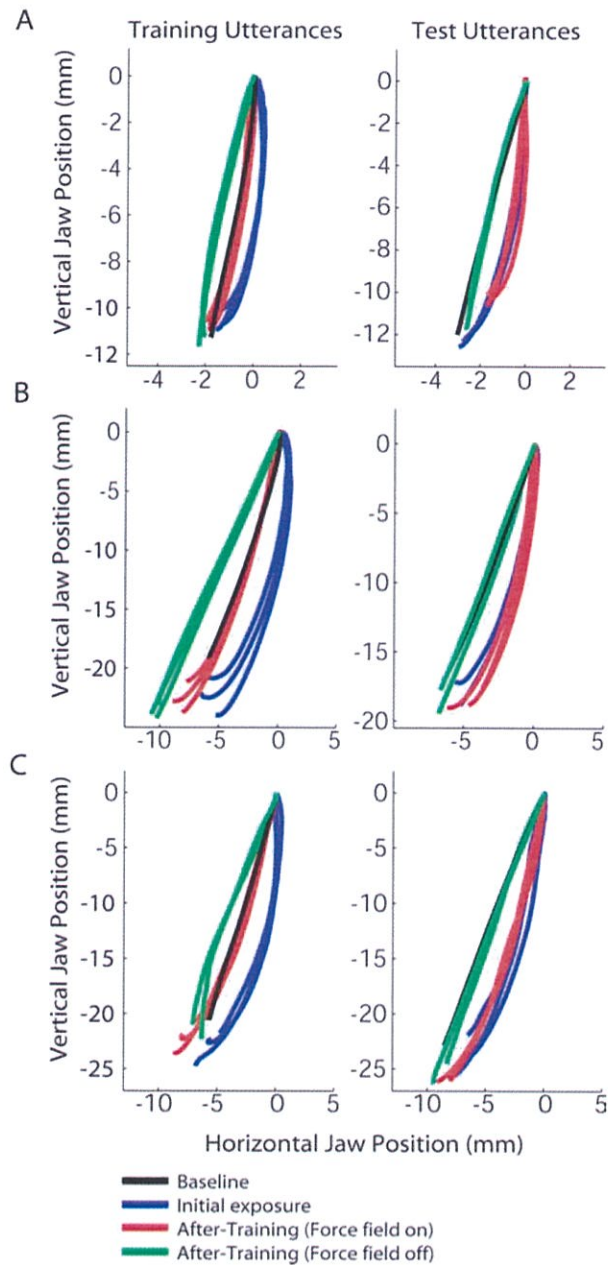 A
Training Utterances
Test Utterances
Vertical Jaw Position (mm)
0
-2
-4
-6
-8
-10
-12
-4 -2 0 2
0
-2
-4
-6
-8
-10
-12
-4 -2 0 2
B
Vertical Jaw Position (mm)
0
-5
-10
-15
-20
-10 -5 0 5
0
-5
-10
-15
-20
-5 0 5
C
Vertical Jaw Position (mm)
0
-5
-10
-15
-20
-25
-10 -5 0 5
0
-5
-10
-15
-20
-25
-10 -5 0 5
Horizontal Jaw Position (mm)
Baseline
Initial exposure
After-Training (Force field on)
After-Training (Force field off)